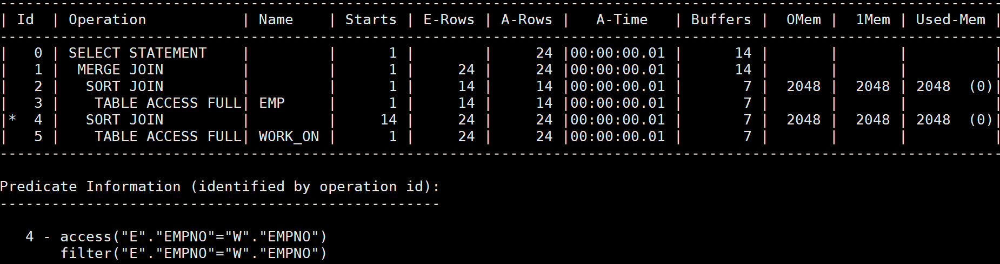 --------------------------------------------------------------------------------------------------------------------
| Id  | Operation           | Name    | Starts | E-Rows | A-Rows |   A-Time   | Buffers |  OMem |  1Mem | Used-Mem |
--------------------------------------------------------------------------------------------------------------------
|   0 | SELECT STATEMENT    |         |      1 |        |     24 |00:00:00.01 |      14 |       |       |          |
|   1 |  MERGE JOIN         |         |      1 |     24 |     24 |00:00:00.01 |      14 |       |       |          |
|   2 |   SORT JOIN         |         |      1 |     14 |     14 |00:00:00.01 |       7 |  2048 |  2048 | 2048  (0)|
|   3 |    TABLE ACCESS FULL| EMP     |      1 |     14 |     14 |00:00:00.01 |       7 |       |       |          |
|*  4 |   SORT JOIN         |         |     14 |     24 |     24 |00:00:00.01 |       7 |  2048 |  2048 | 2048  (0)|
|   5 |    TABLE ACCESS FULL| WORK_ON |      1 |     24 |     24 |00:00:00.01 |       7 |       |       |          |
--------------------------------------------------------------------------------------------------------------------
Predicate Information (identified by operation id):
---------------------------------------------------
   4 - access("E"."EMPNO"="W"."EMPNO")
       filter("E"."EMPNO"="W"."EMPNO")